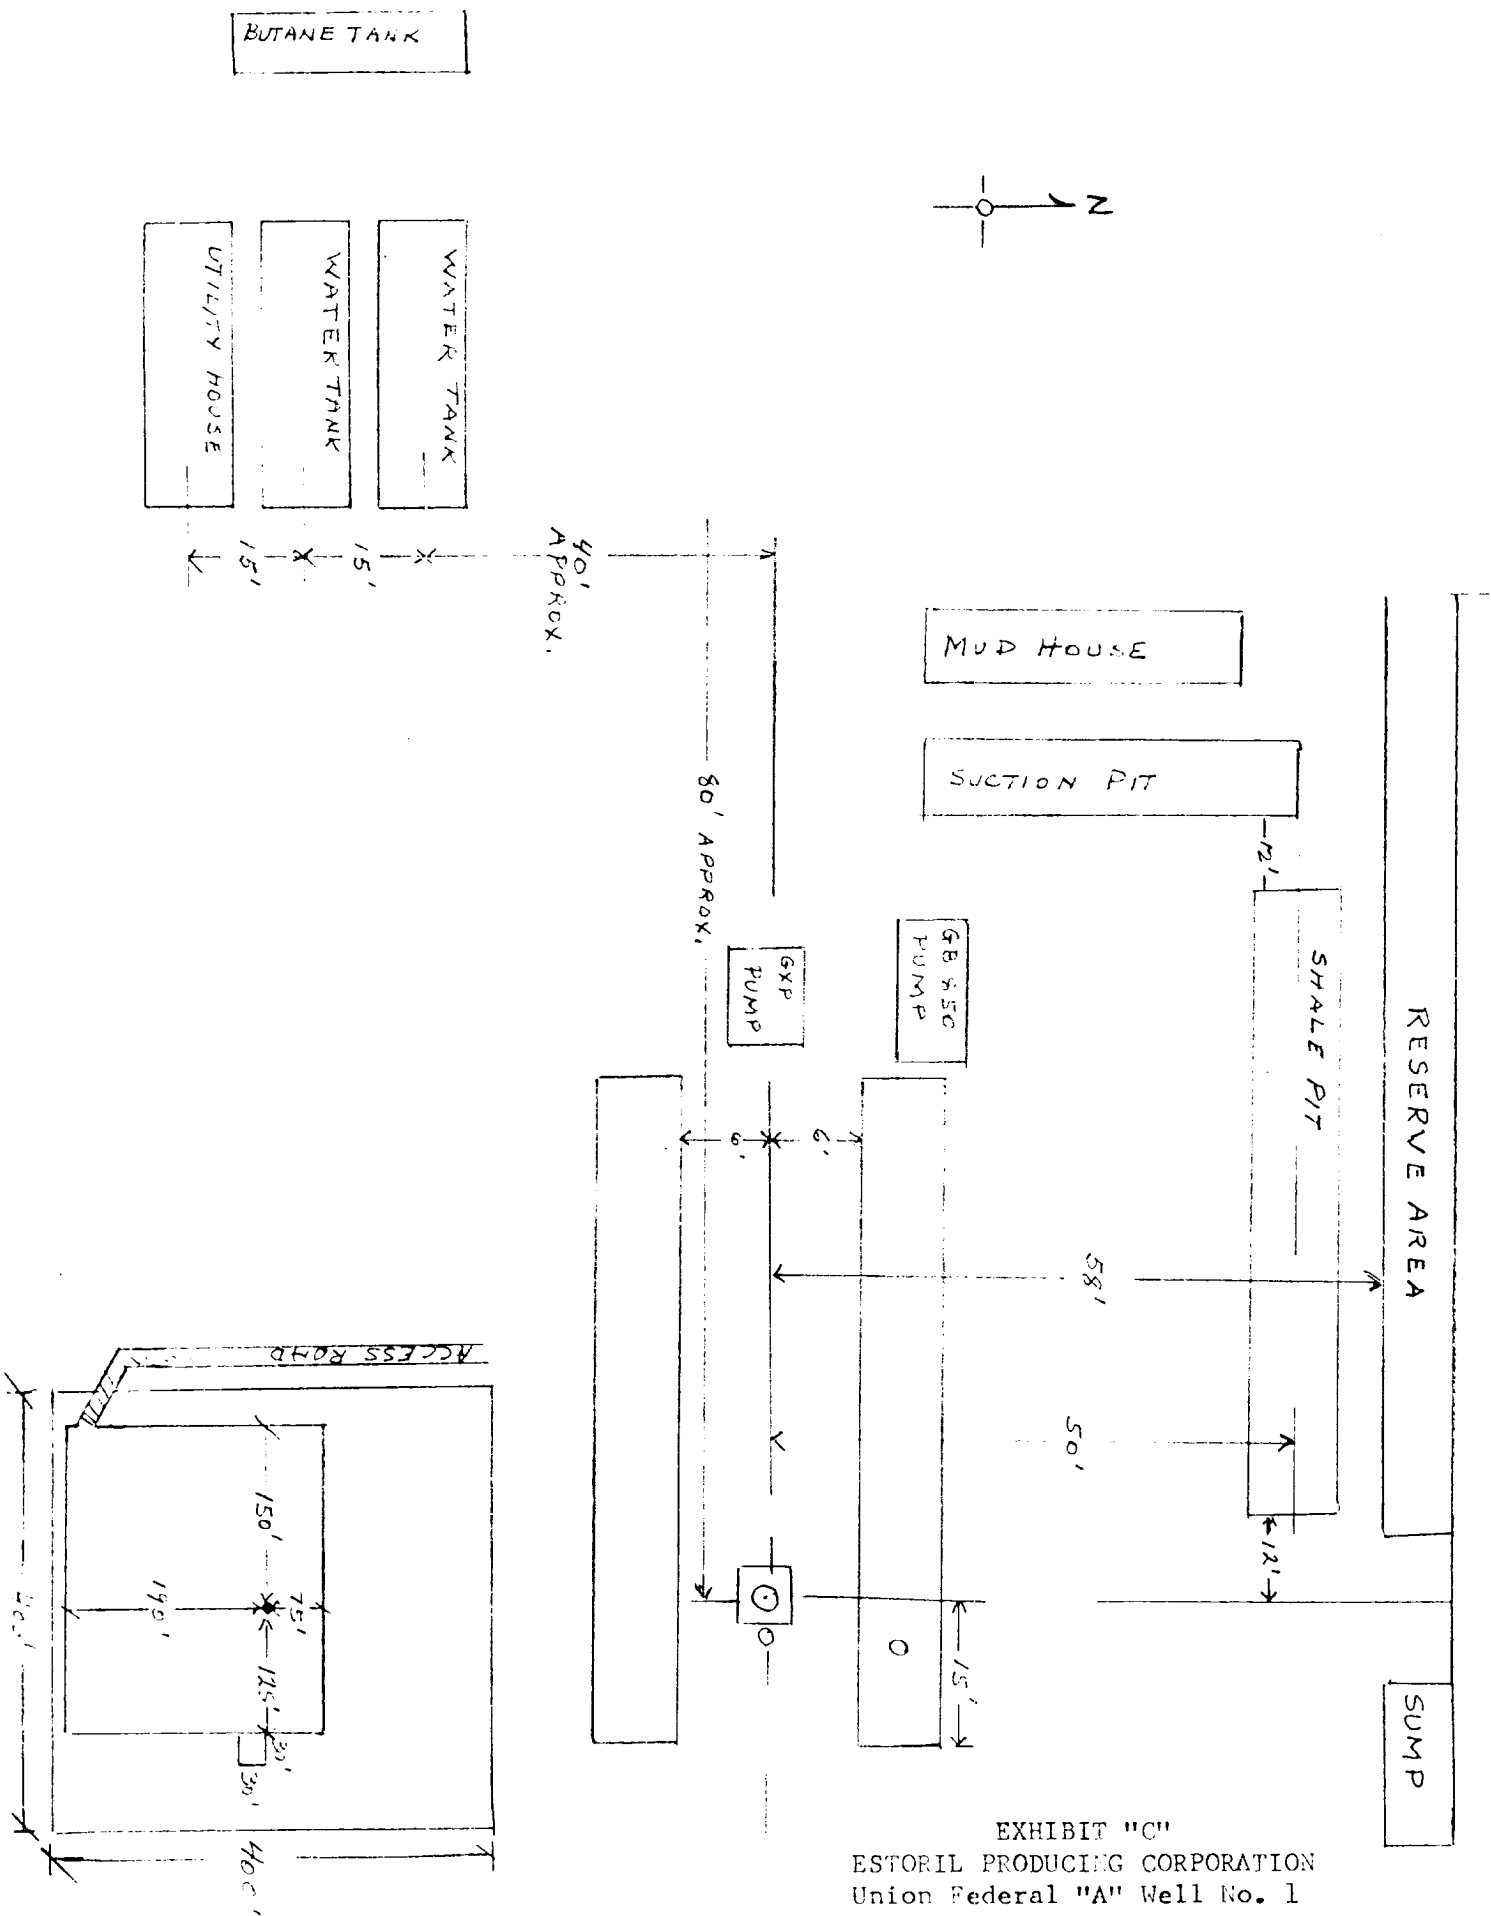 BUTANE TANK
N
UTILITY HOUSE
WATER TANK
WATER TANK
15'
15'
40'
APPROX.
MUD HOUSE
SUCTION PIT
12'
80' APPROX.
GXP
PUMP
PUMP
SHALE PIT
RESERVE AREA
6'
6'
58'
50'
12'
15'
SUMP
ACCESS ROAD
150'
190'
75'
125'
30'
30'
400'
400'
EXHIBIT "C"
ESTORIL PRODUCING CORPORATION
Union Federal "A" Well No. 1